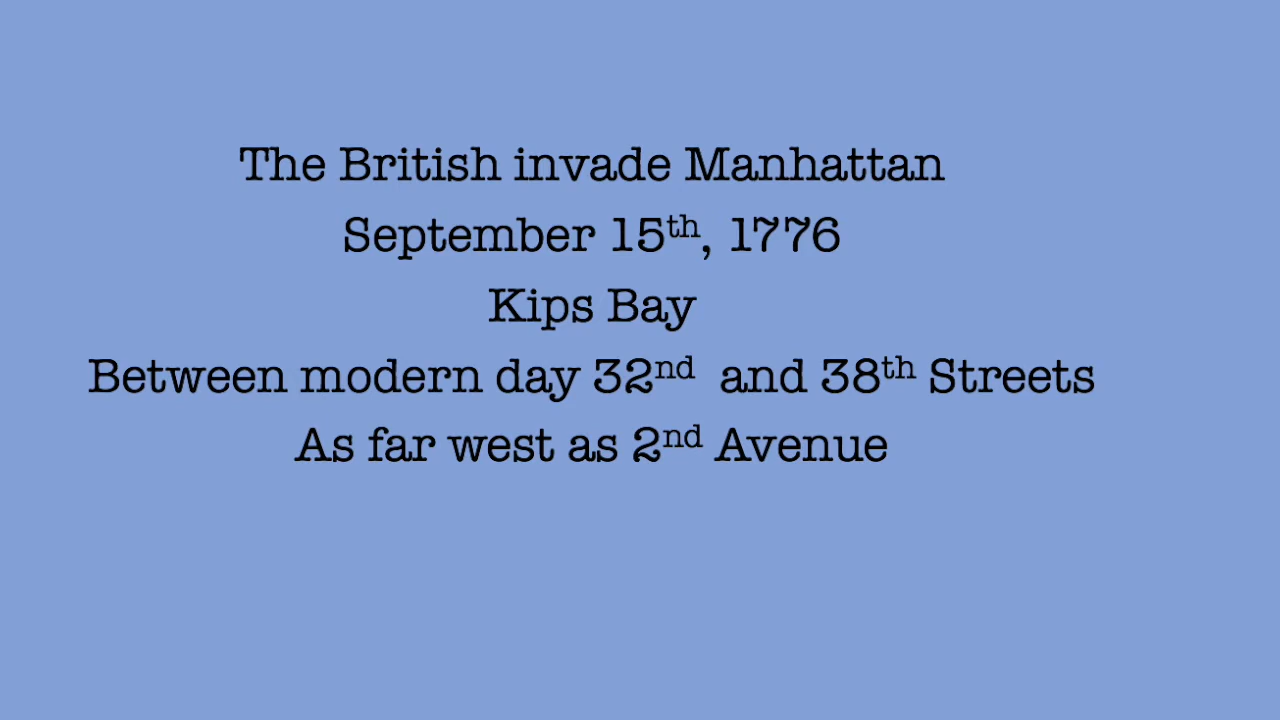 The British invade Manhattan
September 15th, 1776
Kips Bay
Between modern day 32nd and 38th Streets
As far west as 2nd Avenue